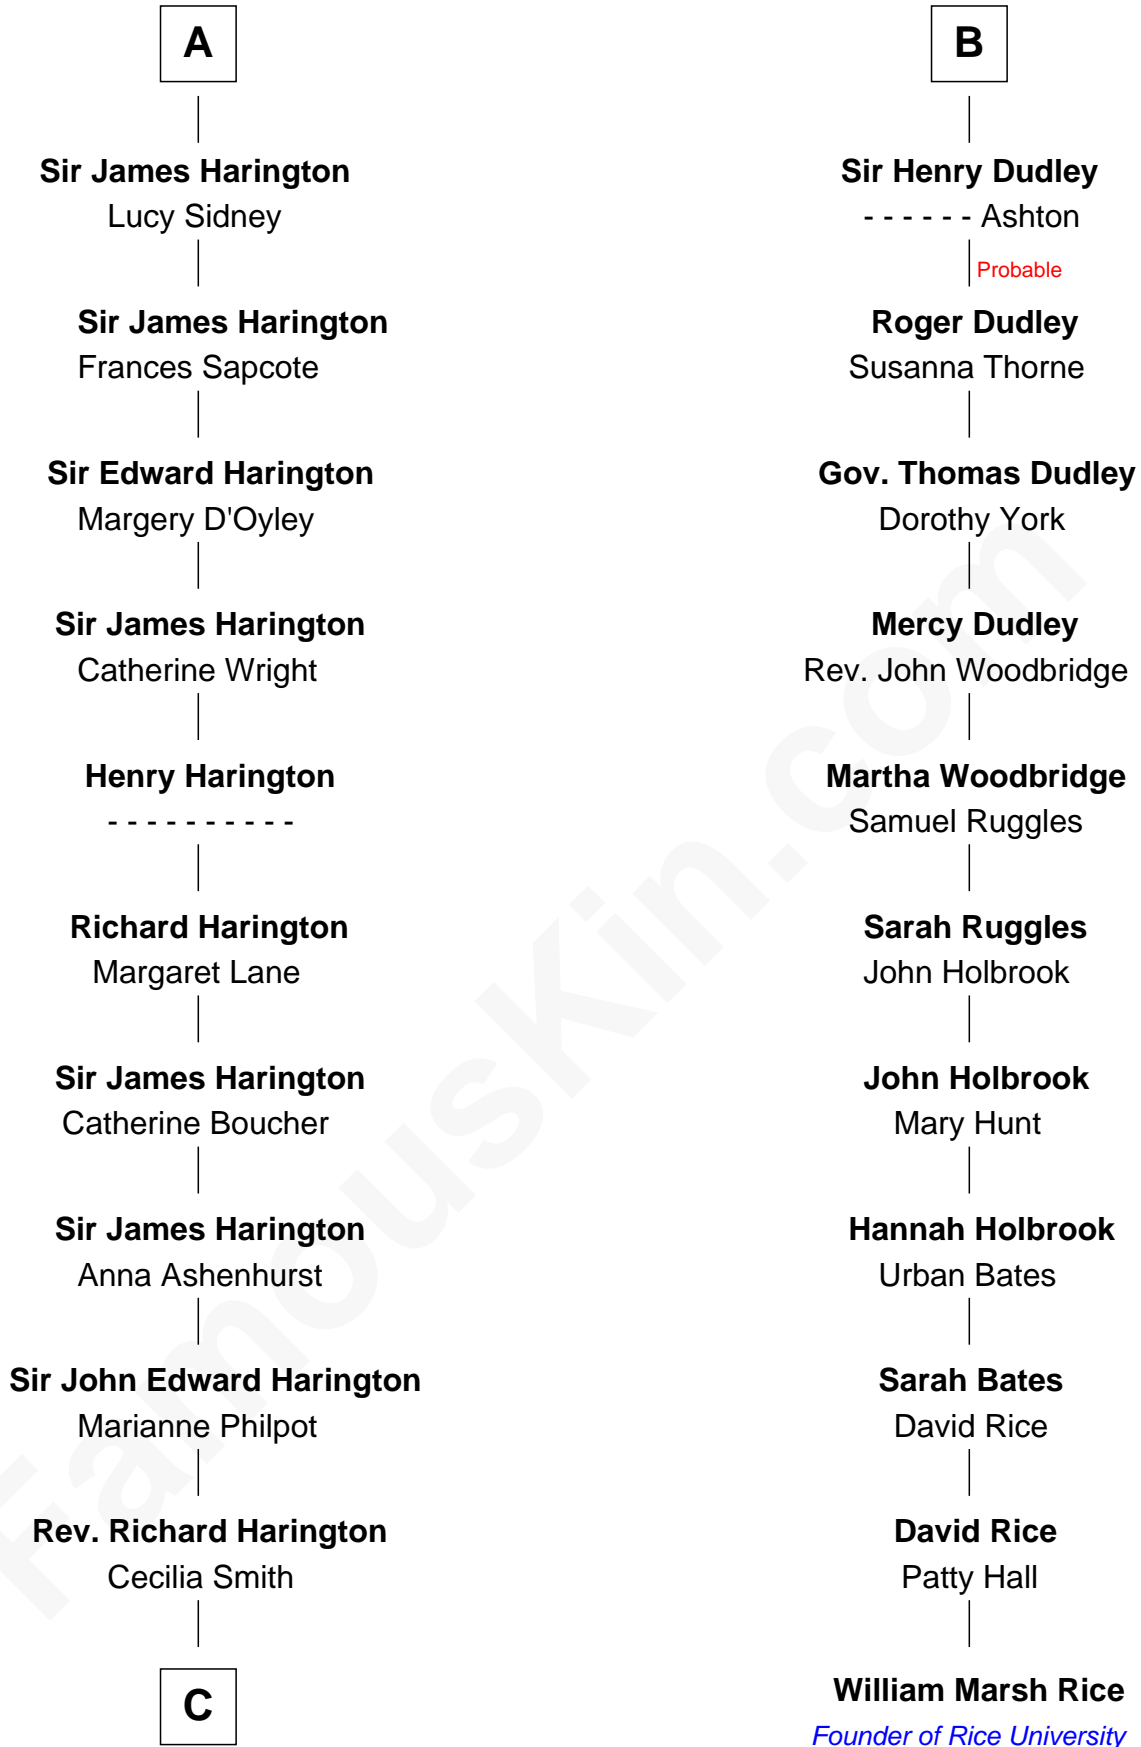 A
Sir James Harington
Lucy Sidney
Sir James Harington
Frances Sapcote
Sir Edward Harington
Margery D'Oyley
Sir James Harington
Catherine Wright
Henry Harington
- - - - - - - - - -
Richard Harington
Margaret Lane
Sir James Harington
Catherine Boucher
Sir James Harington
Anna Ashenhurst
Sir John Edward Harington
Marianne Philpot
Rev. Richard Harington
Cecilia Smith
C
B
Sir Henry Dudley
- - - - - - Ashton
Probable
Roger Dudley
Susanna Thorne
Gov. Thomas Dudley
Dorothy York
Mercy Dudley
Rev. John Woodbridge
Martha Woodbridge
Samuel Ruggles
Sarah Ruggles
John Holbrook
John Holbrook
Mary Hunt
Hannah Holbrook
Urban Bates
Sarah Bates
David Rice
David Rice
Patty Hall
William Marsh Rice
Founder of Rice University
FamousKin.com